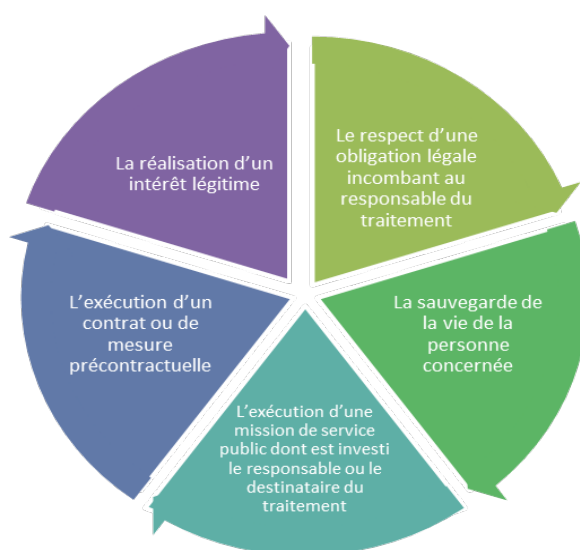 Le respect d’une
obligation légale
incombant au
responsable du
traitement
La sauvegarde de
la vie de la
personne
concernée
L’exécution d’une
mission de service
public dont est investi
le responsable ou le
destinataire du
traitement
L’exécution d’un
contrat ou de
mesure
précontractuelle
La réalisation d’un
intérêt légitime